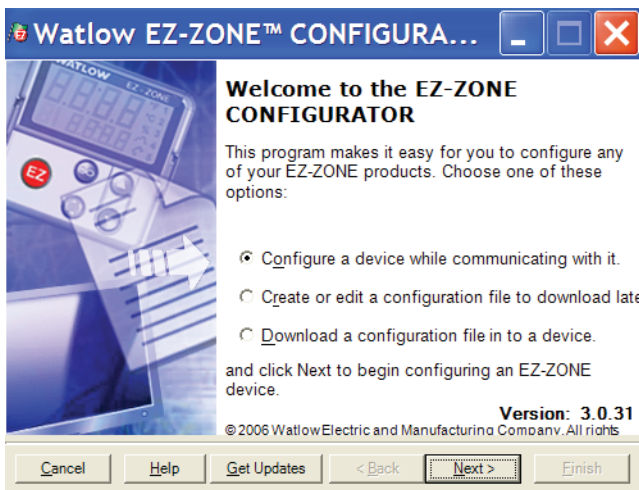 Watlow EZ-ZONE™ CONFIGURA...
WATLOW
EZ-ZONE
Welcome to the EZ-ZONE
CONFIGURATOR
This program makes it easy for you to configure any
of your EZ-ZONE products. Choose one of these
options:
EZ
Configure a device while communicating with it.
Create or edit a configuration file to download late
Download a configuration file in to a device.
and click Next to begin configuring an EZ-ZONE
device.
Version: 3.0.31
©2006 Watlow Electric and Manufacturing Company. All rights
Cancel Help Get Updates < Back Next > Finish